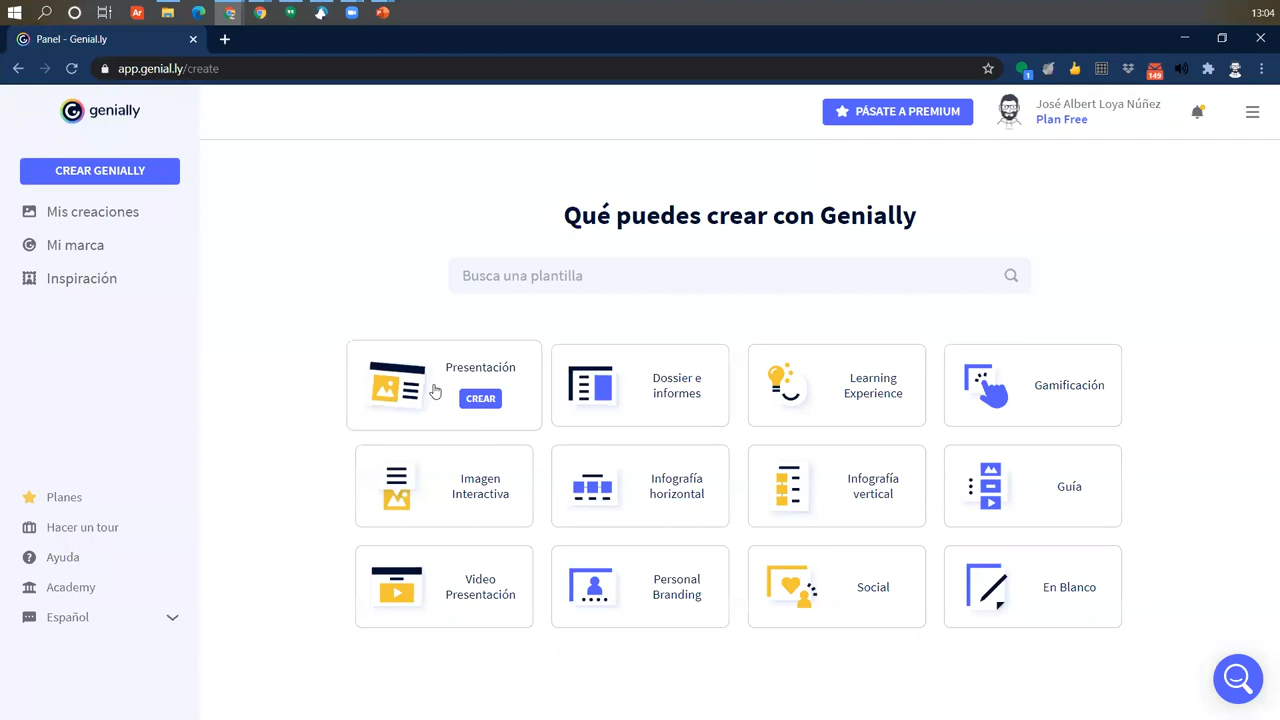 13:04
Panel - Genial.ly
app.genial.ly/create
1
149
genially
PÁSATE A PREMIUM
José Albert Loya Núñez
Plan Free
CREAR GENIALLY
Mis creaciones
Mi marca
Inspiración
Planes
Hacer un tour
Ayuda
Academy
Español
Qué puedes crear con Genially
Busca una plantilla
Presentación
CREAR
Dossier e
informes
Learning
Experience
Gamificación
Imagen
Interactiva
Infografía
horizontal
Infografía
vertical
Guía
Video
Presentación
Personal
Branding
Social
En Blanco